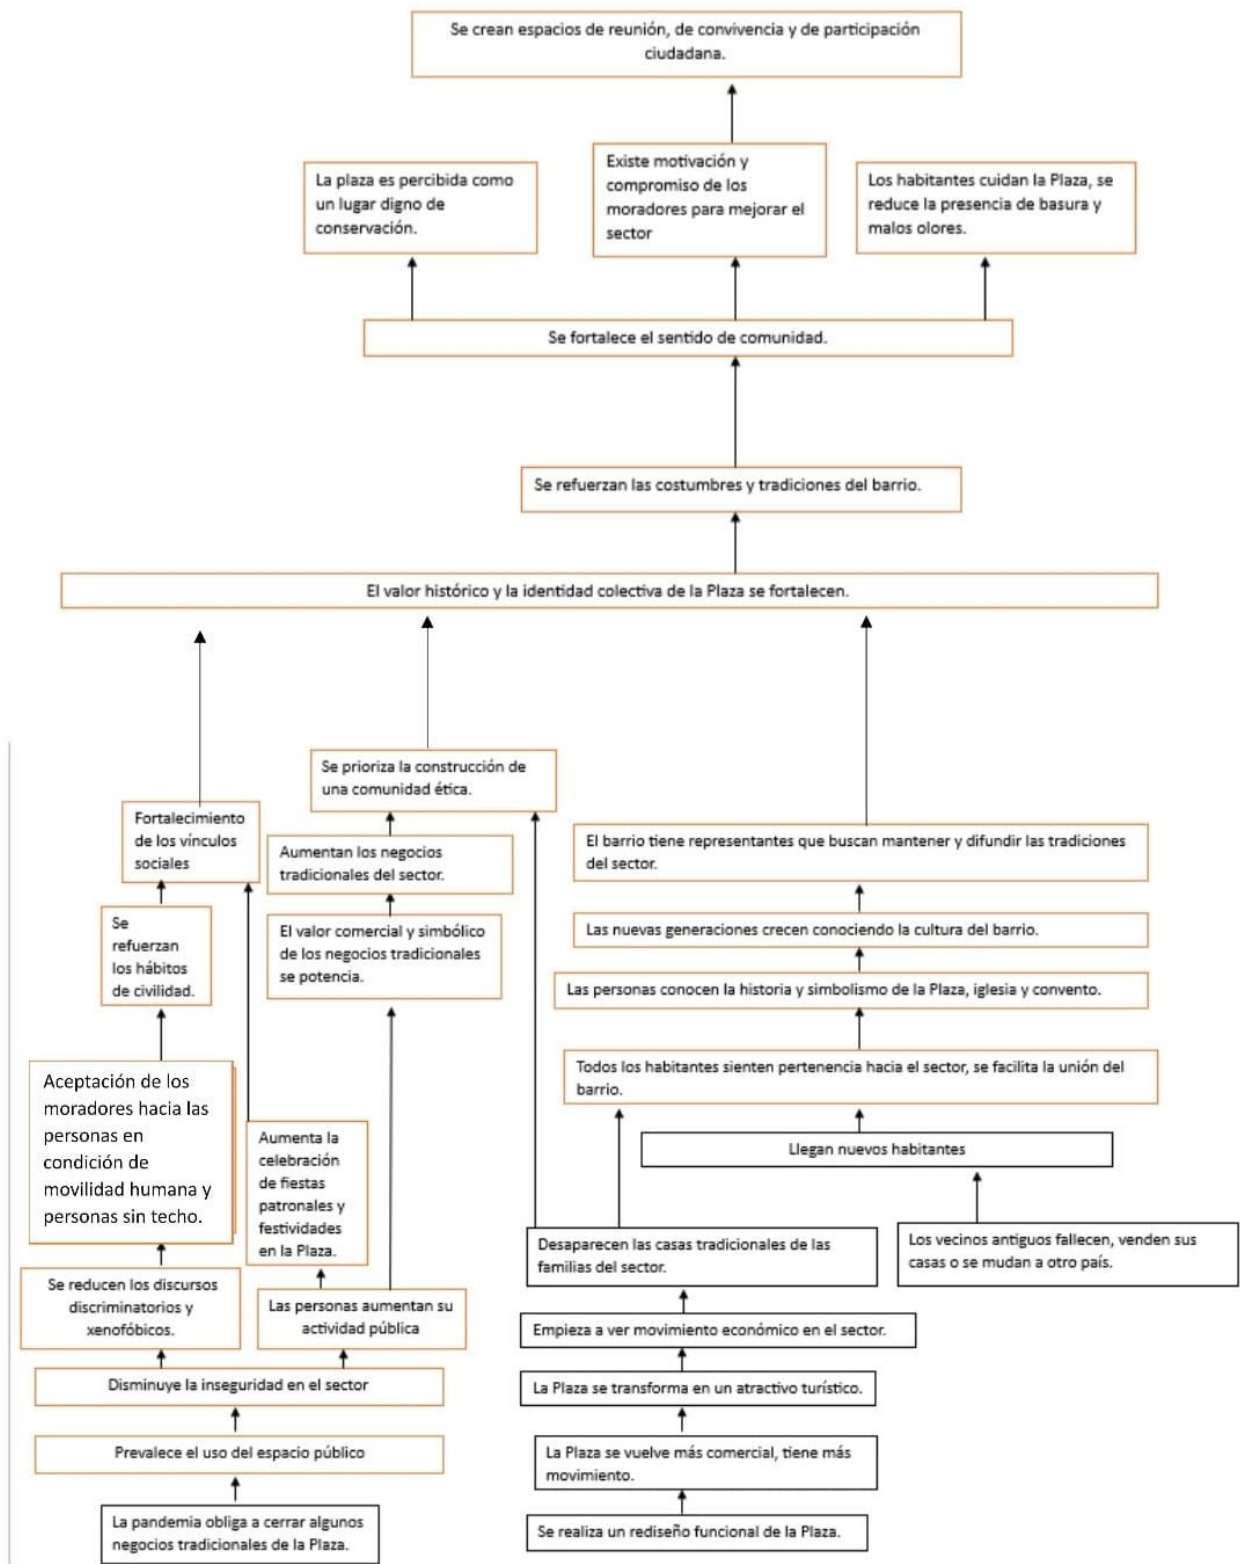 Se crean espacios de reunión, de convivencia y de participación
ciudadana.
La plaza es percibida como
un lugar digno de
conservación.
Existe motivación y
compromiso de los
moradores para mejorar el
sector
Los habitantes cuidan la Plaza, se
reduce la presencia de basura y
malos olores.
Se fortalece el sentido de comunidad.
Se refuerzan las costumbres y tradiciones del barrio.
El valor histórico y la identidad colectiva de la Plaza se fortalecen.
Se prioriza la construcción de
una comunidad ética.
Fortalecimiento
de los vínculos
sociales
Aumentan los negocios
tradicionales del sector.
El barrio tiene representantes que buscan mantener y difundir las tradiciones
del sector.
Se
refuerzan
los hábitos
de civilidad.
El valor comercial y simbólico
de los negocios tradicionales
se potencia.
Las nuevas generaciones crecen conociendo la cultura del barrio.
Las personas conocen la historia y simbolismo de la Plaza, iglesia y convento.
Todos los habitantes sienten pertenencia hacia el sector, se facilita la unión del
barrio.
Aceptación de los
moradores hacia las
personas en
condición de
movilidad humana y
personas sin techo.
Aumenta la
celebración
de fiestas
patronales y
festividades
en la Plaza.
Llegan nuevos habitantes
Desaparecen las casas tradicionales de las
familias del sector.
Los vecinos antiguos fallecen, venden sus
casas o se mudan a otro país.
Se reducen los discursos
discriminatorios y
xenofóbicos.
Las personas aumentan su
actividad pública
Empieza a ver movimiento económico en el sector.
Disminuye la inseguridad en el sector
La Plaza se transforma en un atractivo turístico.
Prevalece el uso del espacio público
La Plaza se vuelve más comercial, tiene más
movimiento.
La pandemia obliga a cerrar algunos
negocios tradicionales de la Plaza.
Se realiza un rediseño funcional de la Plaza.